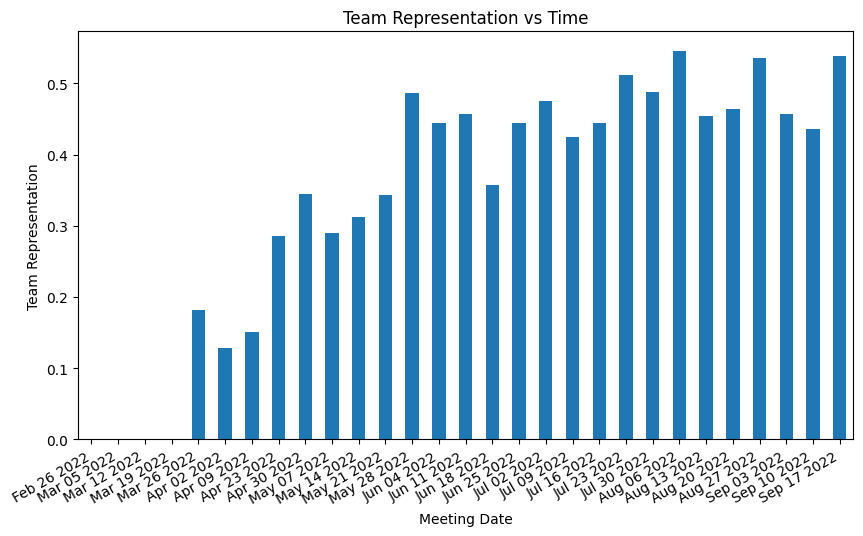 Team Representation vs Time
Team Representation
0.5
0.4
0.3
0.2
0.1
0.0
Feb 26 2022
Mar 05 2022
Mar 12 2022
Mar 19 2022
Mar 26 2022
Apr 02 2022
Apr 09 2022
Apr 23 2022
Apr 30 2022
May 07 2022
May 14 2022
May 21 2022
May 28 2022
Jun 04 2022
Jun 11 2022
Jun 18 2022
Jun 25 2022
Jul 02 2022
Jul 09 2022
Jul 16 2022
Jul 23 2022
Jul 30 2022
Aug 06 2022
Aug 13 2022
Aug 20 2022
Aug 27 2022
Sep 03 2022
Sep 10 2022
Sep 17 2022
Meeting Date